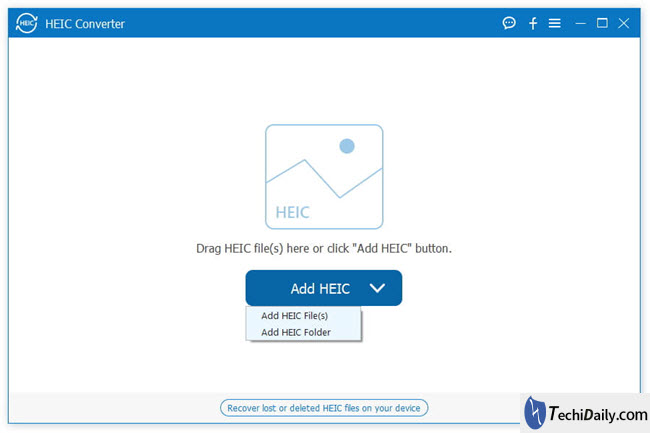 HEIC
HEIC Converter
HEIC
Drag HEIC file(s) here or click "Add HEIC" button.
Add HEIC
Add HEIC File(s)
Add HEIC Folder
Recover lost or deleted HEIC files on your device
TechiDaily.com